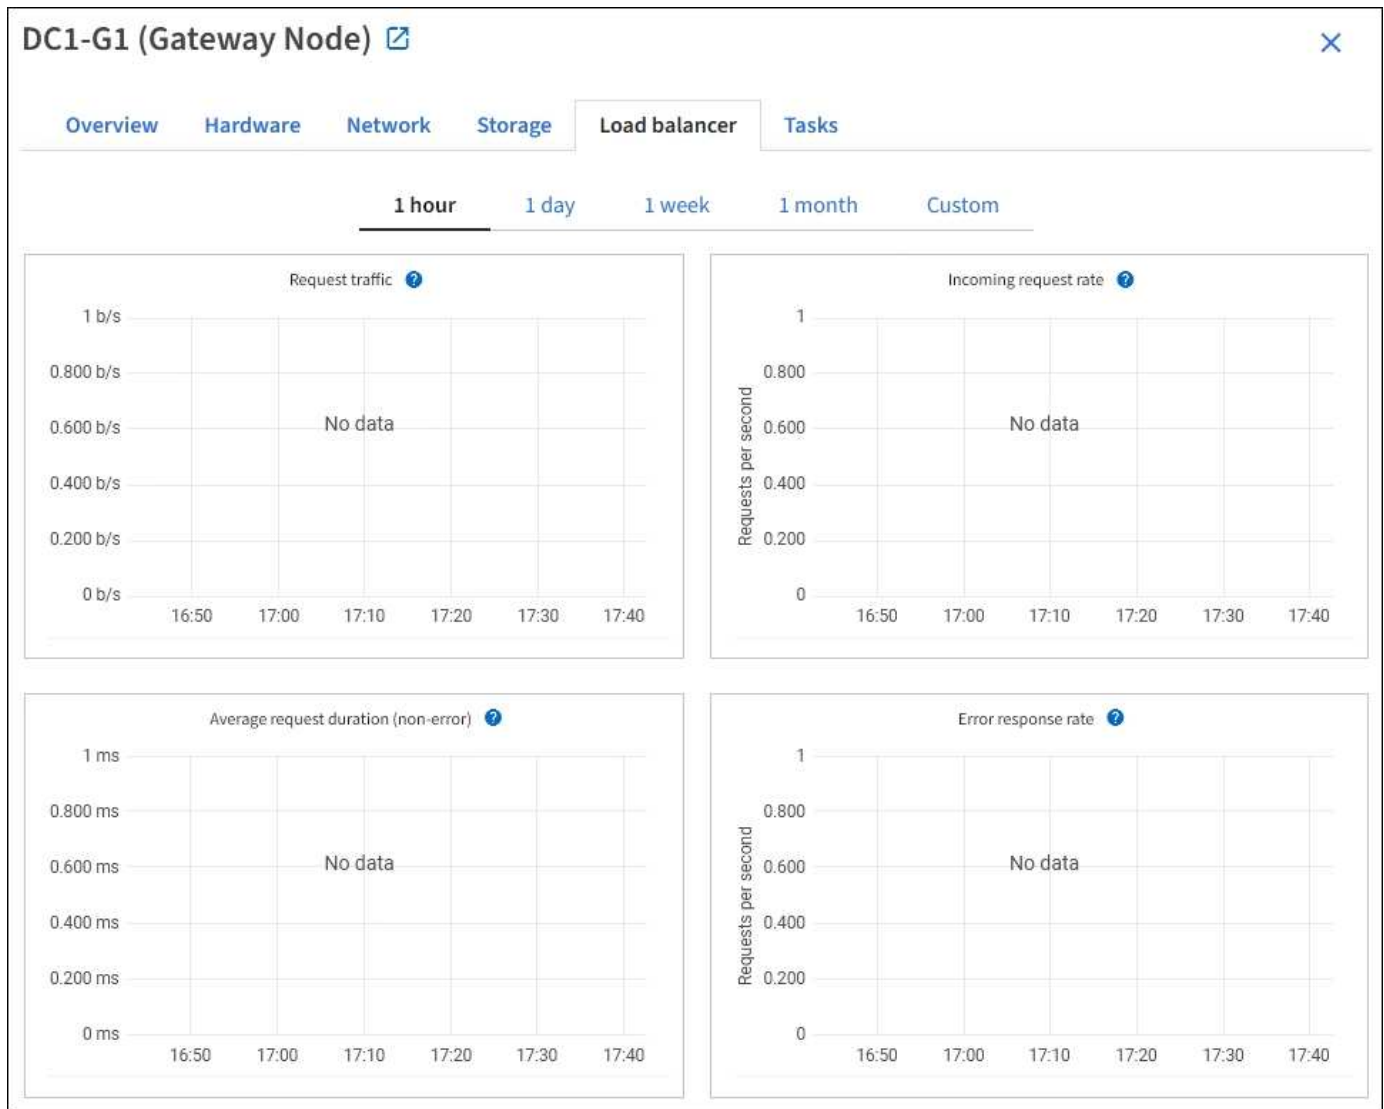 DC1-G1 (Gateway Node)
Overview Hardware Network Storage Load balancer Tasks
1 hour 1 day 1 week 1 month Custom
Request traffic
1 b/s
0.800 b/s
0.600 b/s
0.400 b/s
0.200 b/s
0 b/s
No data
16:50 17:00 17:10 17:20 17:30 17:40
Incoming request rate
Requests per second
1
0.800
0.600
0.400
0.200
0
No data
16:50 17:00 17:10 17:20 17:30 17:40
Average request duration (non-error)
1 ms
0.800 ms
0.600 ms
0.400 ms
0.200 ms
0 ms
No data
16:50 17:00 17:10 17:20 17:30 17:40
Error response rate
Requests per second
1
0.800
0.600
0.400
0.200
0
No data
16:50 17:00 17:10 17:20 17:30 17:40